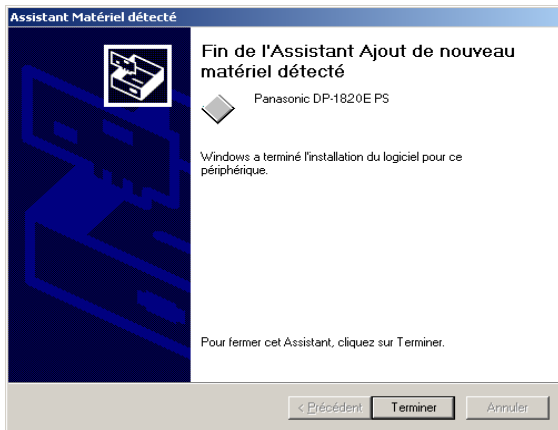 Assistant Matériel détecté
Fin de l'Assistant Ajout de nouveau
matériel détecté
Panasonic DP-1820E PS
Windows a terminé l'installation du logiciel pour ce
périphérique.
Pour fermer cet Assistant, cliquez sur Terminer.
< Précédent Terminer Annuler